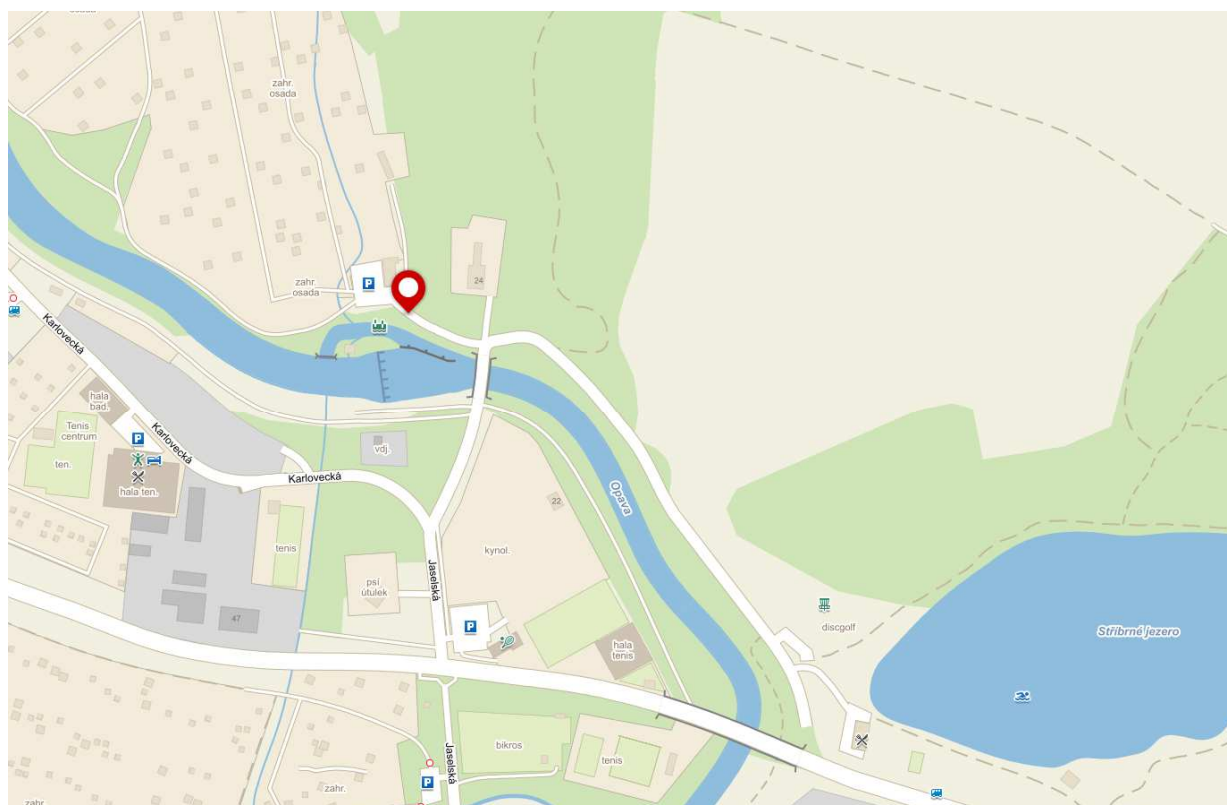 zahr.
osada
zahr.
osada
24
P
Karlovecká
hala
bad.
Tenis
centrum
P
Karlovecká
ten.
hala ten.
vdj.
Karlovecká
22
Opava
tenis
kynol.
Jaselská
psí
útulek
47
P
hala
tenis
discgolf
Stříbrné jezero
bikros
tenis
Jaselská
P
zahr.
zahr.